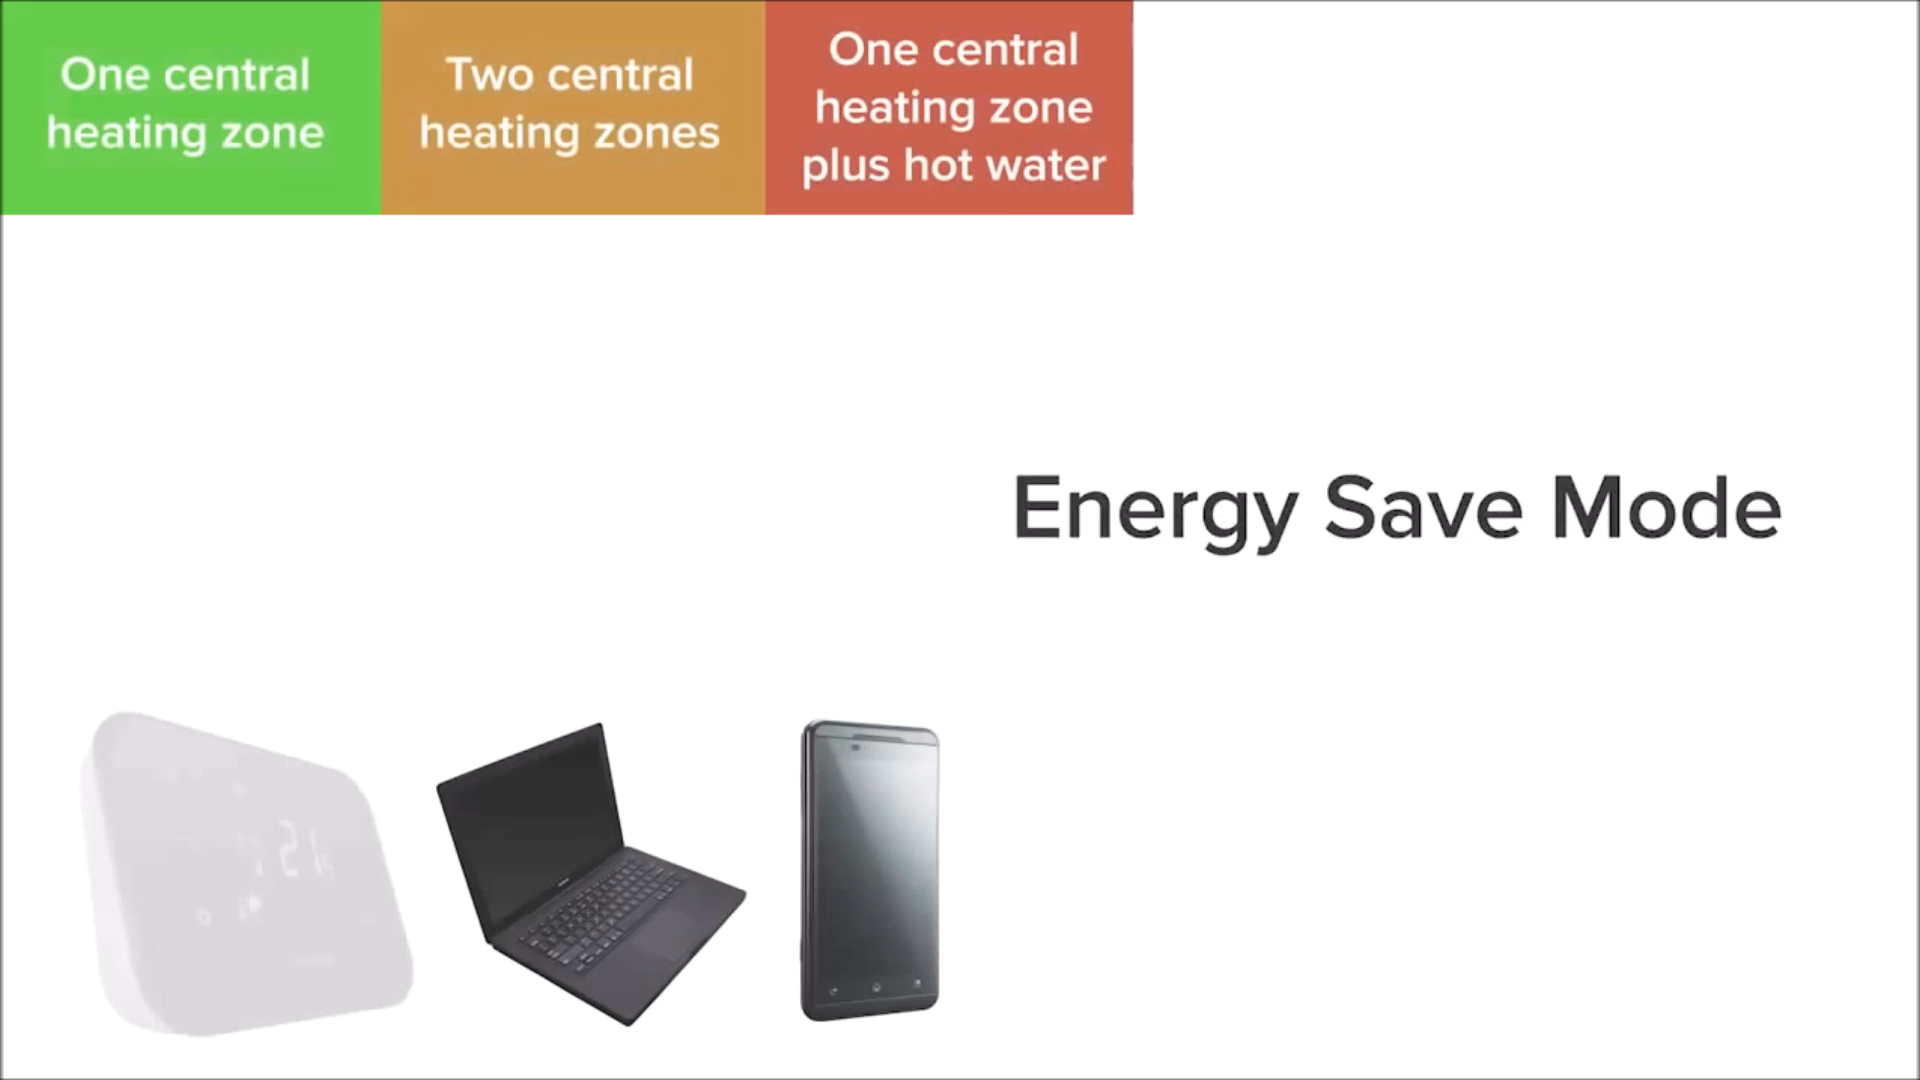 One central
heating zone
Two central
heating zones
One central
heating zone
plus hot water
Energy Save Mode